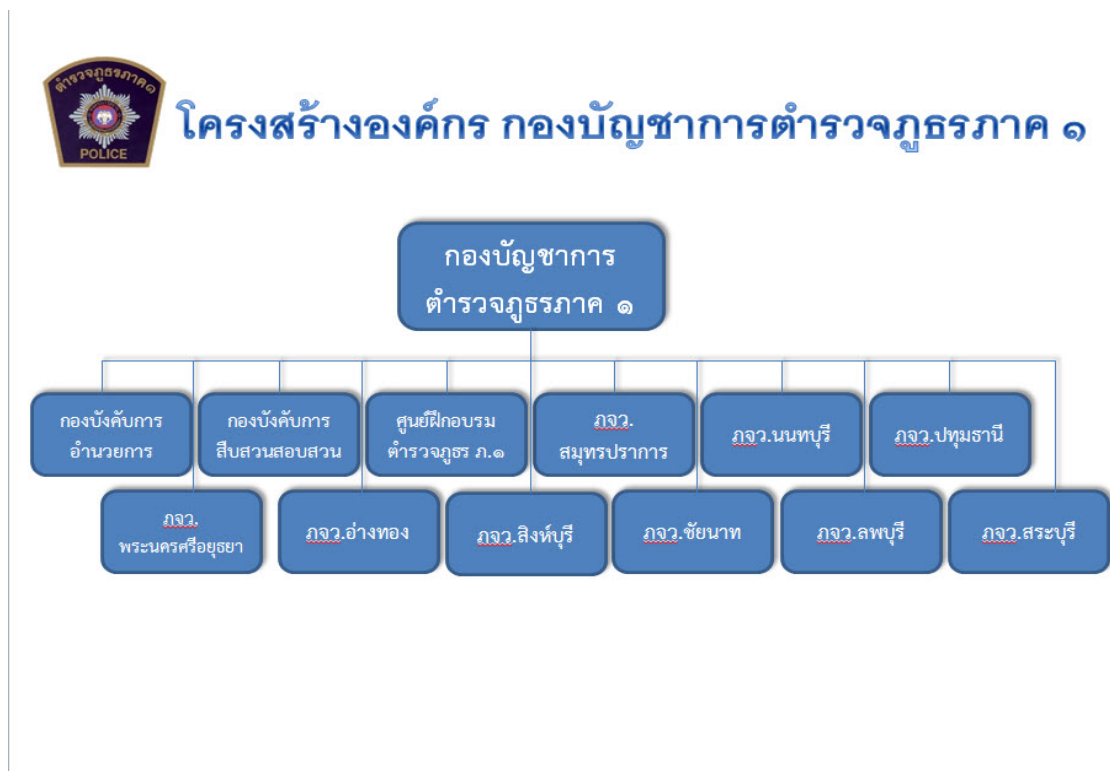 ตำรวจภูธรภาค๑
POLICE
โครงสร้างองค์กร กองบัญชาการตำรวจภูธรภาค ๑
กองบัญชาการ
ตำรวจภูธรภาค ๑
กองบังคับการ
อำนวยการ
กองบังคับการ
สืบสวนสอบสวน
ศูนย์ฝึกอบรม
ตำรวจภูธร ภ.๑
ภจว.
สมุทรปราการ
ภจว.นนทบุรี
ภจว.ปทุมธานี
ภจว.
พระนครศรีอยุธยา
ภจว.อ่างทอง
ภจว.สิงห์บุรี
ภจว.ชัยนาท
ภจว.ลพบุรี
ภจว.สระบุรี